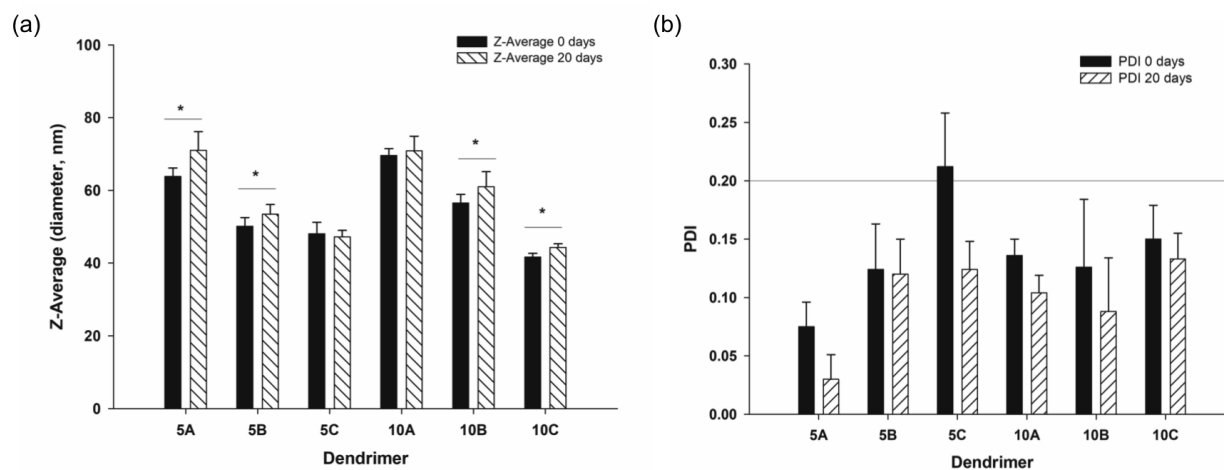 (a)
Z-Average 0 days
Z-Average 20 days
Z-Average (diameter, nm)
100
80
60
40
20
0
*
*
*
*
5A 5B 5C 10A 10B 10C
Dendrimer
(b)
PDI 0 days
PDI 20 days
PDI
0.30
0.25
0.20
0.15
0.10
0.05
0.00
5A 5B 5C 10A 10B 10C
Dendrimer